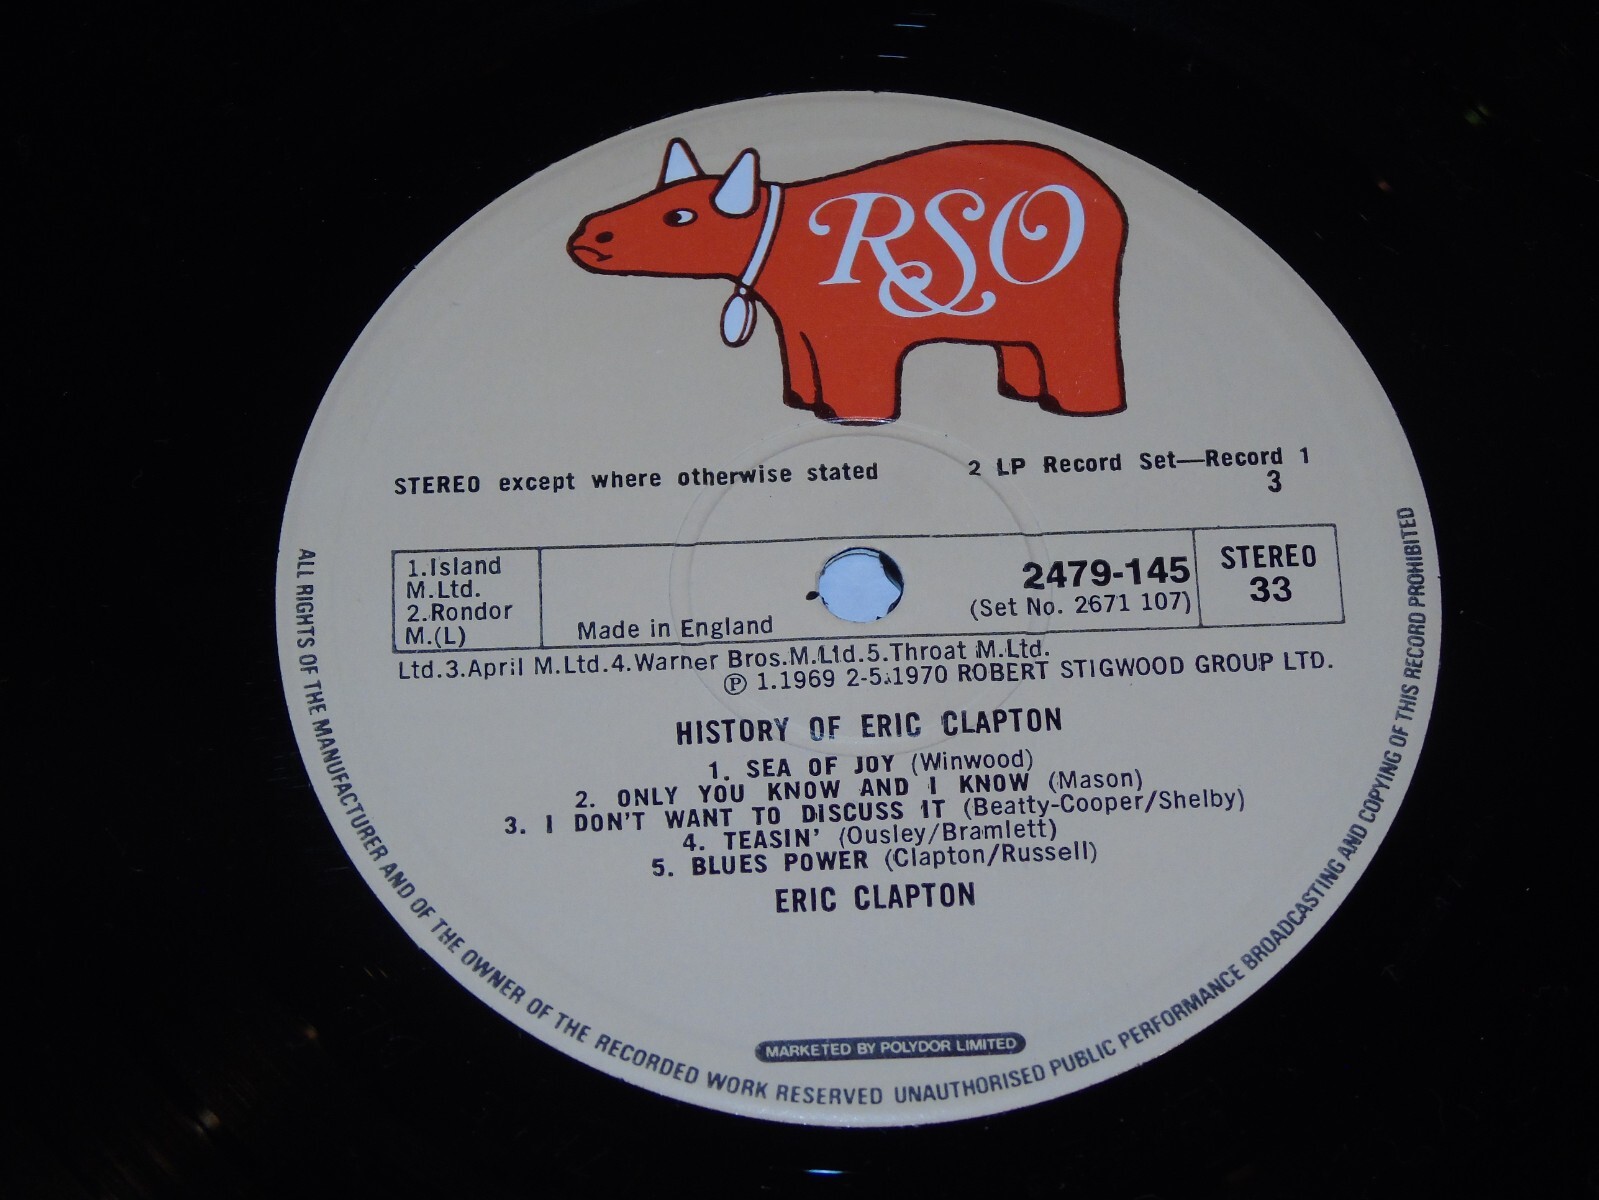 RSO
STEREO except where otherwise stated
2 LP Record Set—Record 1
3
1.Island
M.Ltd.
2.Rondor
M.(L)
Made in England
2479-145
(Set No. 2671 107)
STEREO
33
Ltd.3.April M.Ltd.4.Warner Bros.M.Ltd.5.Throat M.Ltd.
℗ 1.1969 2-5.1970 ROBERT STIGWOOD GROUP LTD.
HISTORY OF ERIC CLAPTON
1. SEA OF JOY (Winwood)
2. ONLY YOU KNOW AND I KNOW (Mason)
3. I DON'T WANT TO DISCUSS IT (Beatty-Cooper/Shelby)
4. TEASIN' (Ousley/Bramlett)
5. BLUES POWER (Clapton/Russell)
ERIC CLAPTON
MARKETED BY POLYDOR LIMITED
ALL RIGHTS OF THE MANUFACTURER AND OF THE OWNER OF THE RECORDED WORK RESERVED UNAUTHORISED PUBLIC PERFORMANCE BROADCASTING AND COPYING OF THIS RECORD PROHIBITED